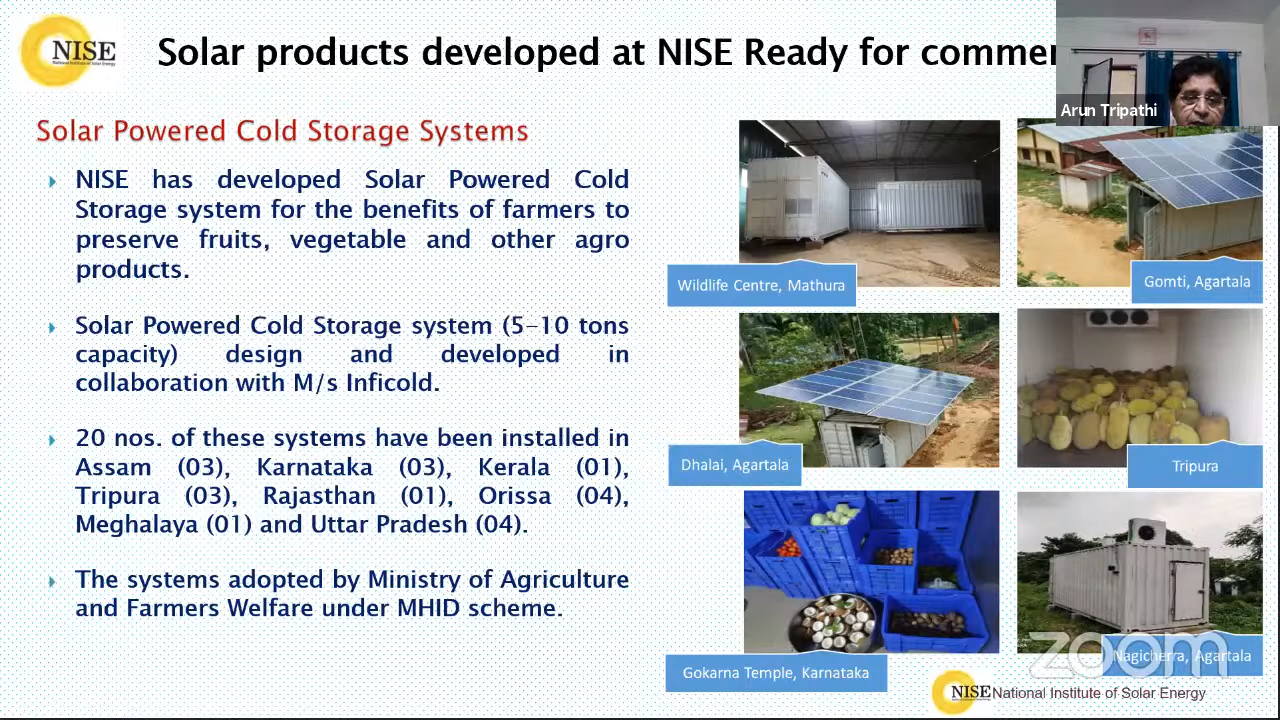 NISE
National Institute of Solar Energy
Solar products developed at NISE Ready for commer
Arun Tripathi
Solar Powered Cold Storage Systems
NISE has developed Solar Powered Cold
Storage system for the benefits of farmers to
preserve fruits, vegetable and other agro
products.
Solar Powered Cold Storage system (5-10 tons
capacity) design and developed in
collaboration with M/s Inficold.
20 nos. of these systems have been installed in
Assam (03), Karnataka (03), Kerala (01),
Tripura (03), Rajasthan (01), Orissa (04),
Meghalaya (01) and Uttar Pradesh (04).
The systems adopted by Ministry of Agriculture
and Farmers Welfare under MHID scheme.
Wildlife Centre, Mathura
Gomti, Agartala
Dhalai, Agartala
Tripura
Gokarna Temple, Karnataka
Nagicherra, Agartala
zoom
NISE National Institute of Solar Energy